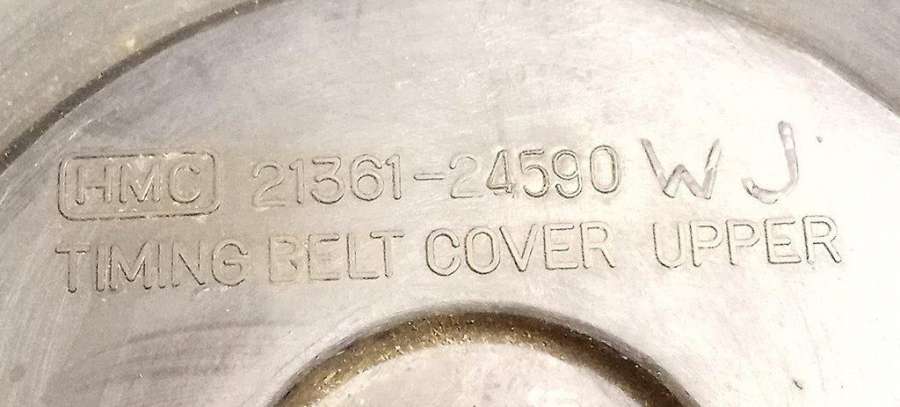 HMC 21361-24590 WJ
TIMING BELT COVER UPPER